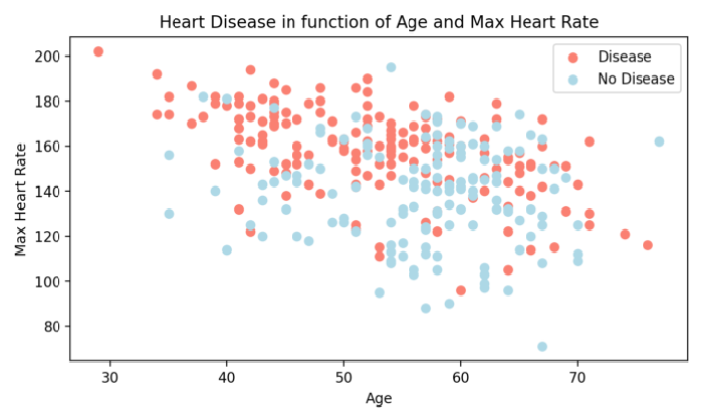 Heart Disease in function of Age and Max Heart Rate
Disease
No Disease
Max Heart Rate
200
180
160
140
120
100
80
30
40
50
60
70
Age